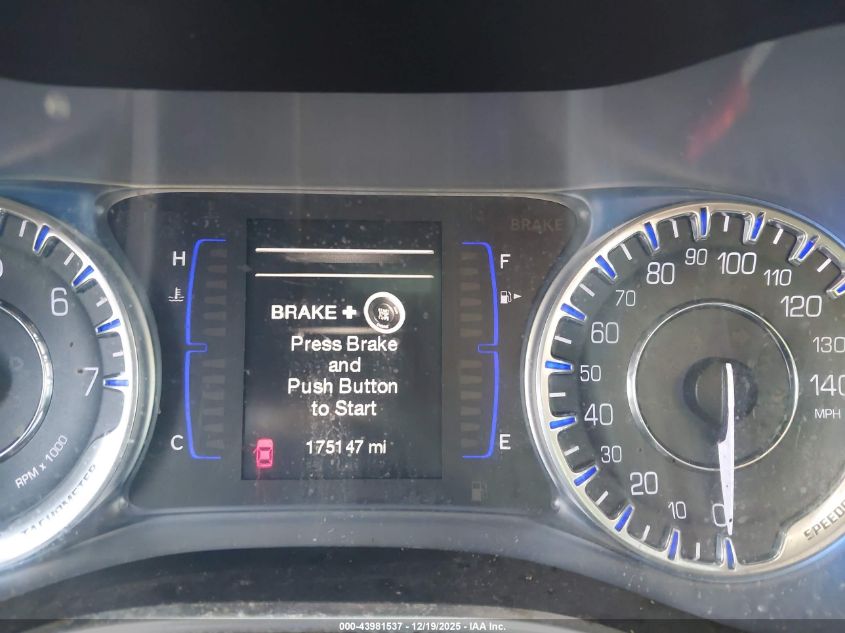 BRAKE
H
F
BRAKE +
Press Brake
and
Push Button
to Start
175147 mi
C
E
6
7
RPM x 1000
TACHOMETER
0
10
20
30
40
50
60
70
80
90
100
110
120
130
140
MPH
000-43981537 - 12/19/2025 - IAA Inc.